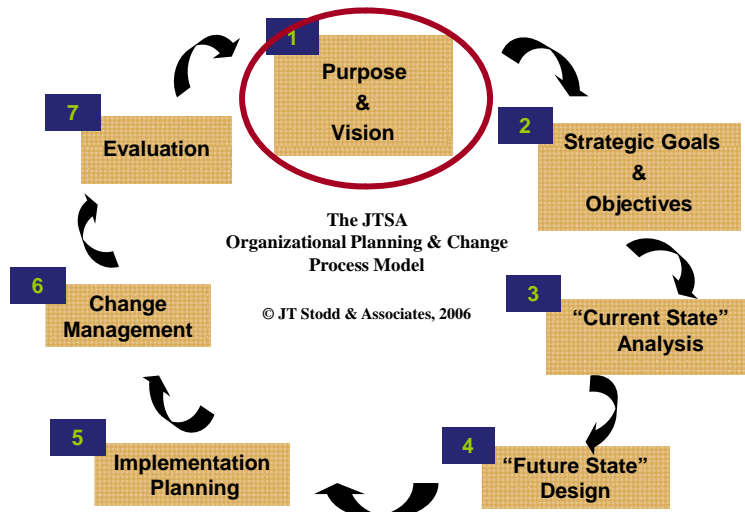 1
Purpose
&
Vision
2
Strategic Goals
&
Objectives
3
“Current State”
Analysis
4
“Future State”
Design
5
Implementation
Planning
6
Change
Management
7
Evaluation
The JTSA
Organizational Planning & Change
Process Model
© JT Stodd & Associates, 2006